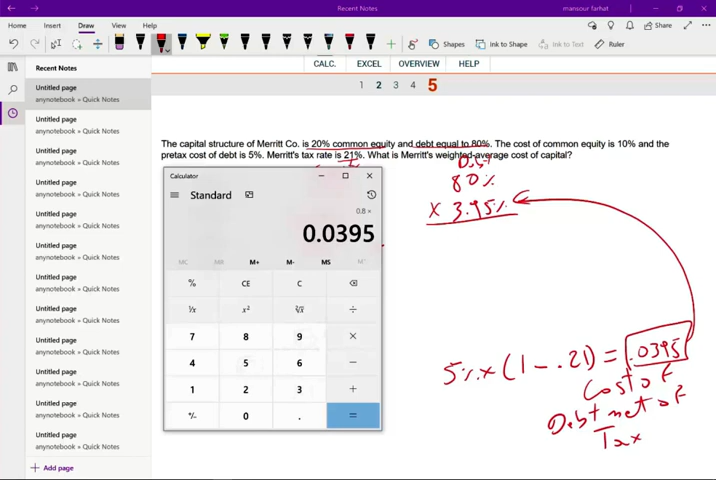 Recent Notes
mansour farhat
Home Insert Draw View Help
Share
Shapes Ink to Shape Ink to Text Ruler
CALC. EXCEL OVERVIEW HELP
1 2 3 4 5
Recent Notes
Untitled page
anynotebook » Quick Notes
Untitled page
anynotebook » Quick Notes
Untitled page
anynotebook » Quick Notes
Untitled page
anynotebook » Quick Notes
Untitled page
anynotebook » Quick Notes
Untitled page
anynotebook » Quick Notes
Untitled page
anynotebook » Quick Notes
Untitled page
anynotebook » Quick Notes
Untitled page
anynotebook » Quick Notes
Untitled page
anynotebook » Quick Notes
Untitled page
anynotebook » Quick Notes
Untitled page
anynotebook » Quick Notes
+ Add page
The capital structure of Merritt Co. is 20% common equity and debt equal to 80%. The cost of common equity is 10% and the
pretax cost of debt is 5%. Merritt's tax rate is 21%. What is Merritt's weighted-average cost of capital?
80%
X 3.95%
Calculator
Standard
0.8 ×
0.0395
MC MR M+ M- MS M˅
% CE C
¹/x x² ²√x ÷
7 8 9 ×
4 5 6 −
1 2 3 +
+/- 0 . =
5% x (1 - .21) = .0395
Cost of
Debt net of
Tax